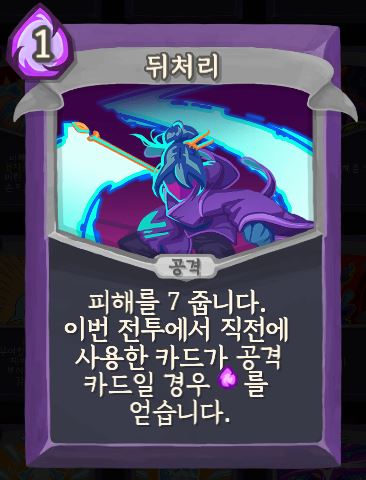 1
뒤처리
공격
피해를 7 줍니다.
이번 전투에서 직전에
사용한 카드가 공격
카드일 경우 를
얻습니다.